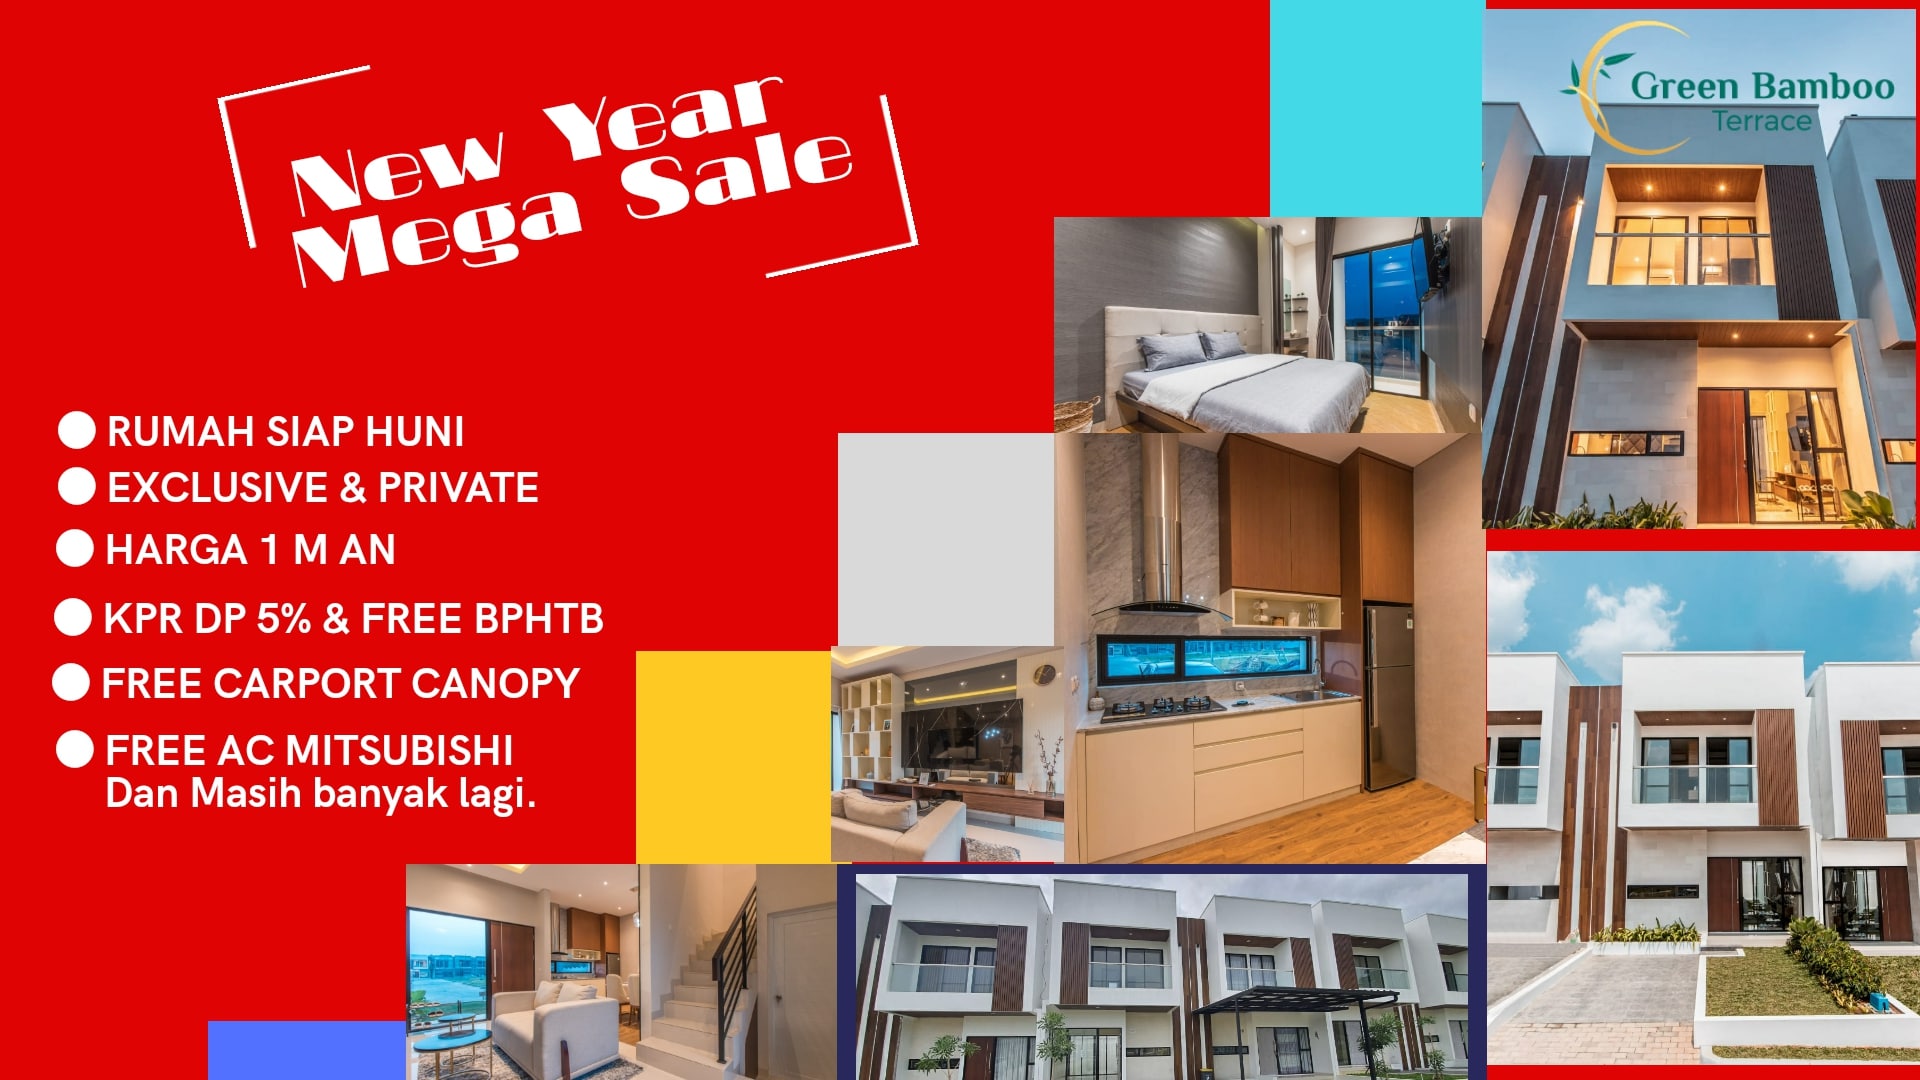 New Year
Mega Sale
Green Bamboo
Terrace
RUMAH SIAP HUNI
EXCLUSIVE & PRIVATE
HARGA 1 M AN
KPR DP 5% & FREE BPHTB
FREE CARPORT CANOPY
FREE AC MITSUBISHI
Dan Masih banyak lagi.